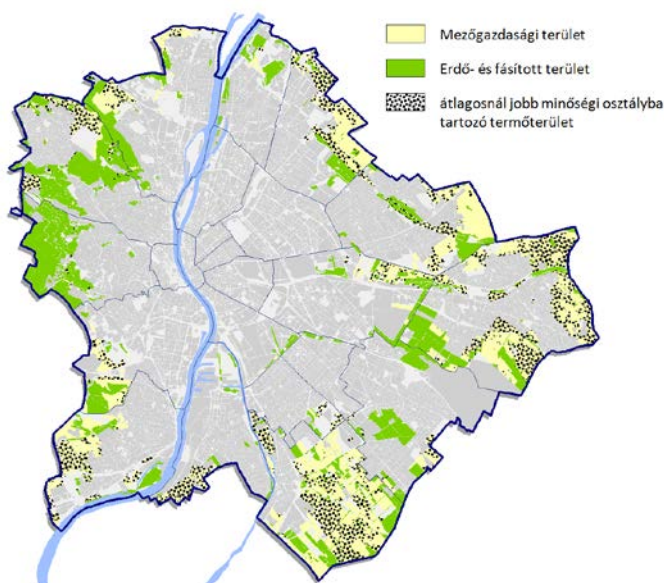 Mezőgazdasági terület
Erdő- és fásított terület
átlagosnál jobb minőségi osztályba
tartozó termőterület